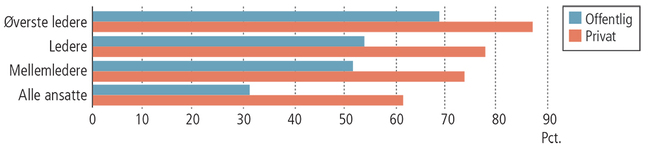 Øverste ledere
Ledere
Mellemledere
Alle ansatte
0 10 20 30 40 50 60 70 80 90
Pct.
Offentlig
Privat